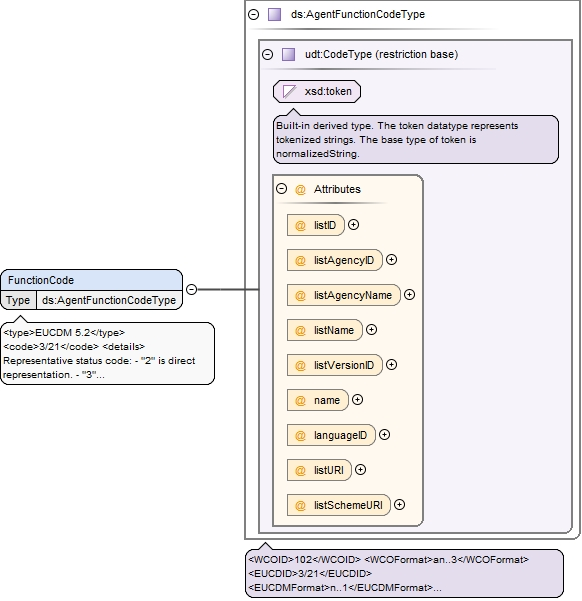 ds:AgentFunctionCodeType
udt:CodeType (restriction base)
xsd:token
Built-in derived type. The token datatype represents
tokenized strings. The base type of token is
normalizedString.
@ Attributes
@ listID
@ listAgencyID
@ listAgencyName
@ listName
@ listVersionID
@ name
@ languageID
@ listURI
@ listSchemeURI
FunctionCode
Type ds:AgentFunctionCodeType
<type>EUCDM 5.2</type>
<code>3/21</code> <details>
Representative status code: - "2" is direct
representation. - "3"...
<WCOID>102</WCOID> <WCOFormat>an..3</WCOFormat>
<EUCDID>3/21</EUCDID>
<EUCDMFormat>n..1</EUCDMFormat>...